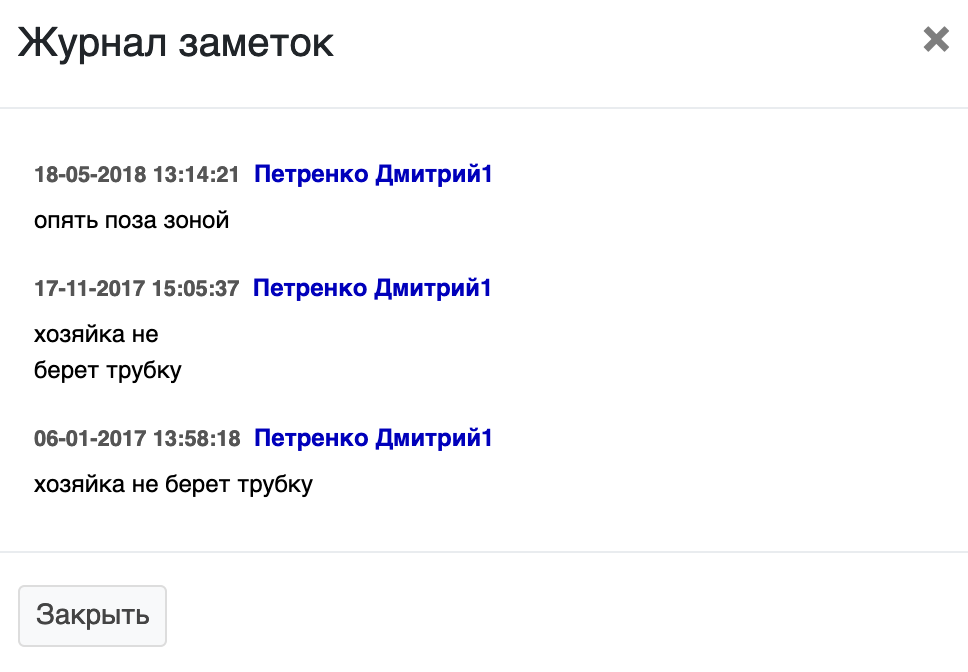 Журнал заметок
18-05-2018 13:14:21 Петренко Дмитрий1
опять поза зоной
17-11-2017 15:05:37 Петренко Дмитрий1
хозяйка не
берет трубку
06-01-2017 13:58:18 Петренко Дмитрий1
хозяйка не берет трубку
Закрыть